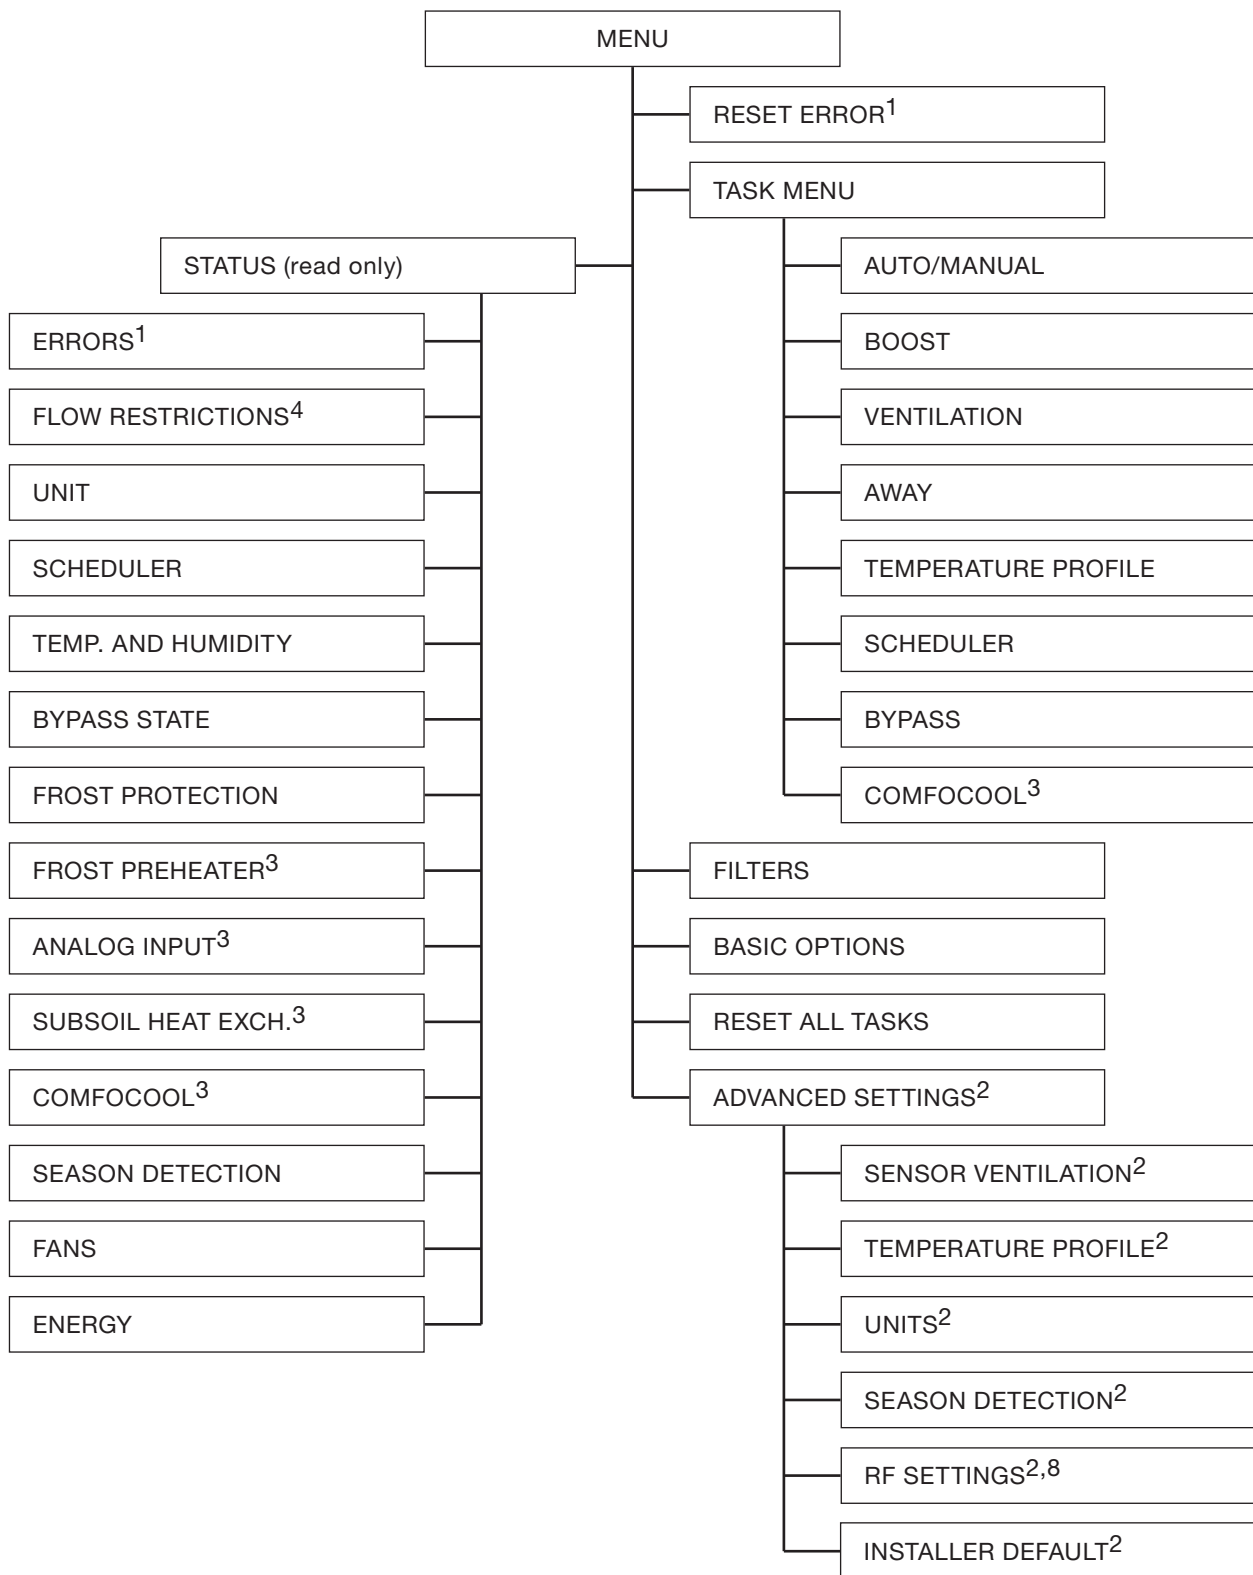 MENU
RESET ERROR1
TASK MENU
STATUS (read only)
AUTO/MANUAL
ERRORS1
BOOST
FLOW RESTRICTIONS4
VENTILATION
UNIT
AWAY
SCHEDULER
TEMPERATURE PROFILE
TEMP. AND HUMIDITY
SCHEDULER
BYPASS STATE
BYPASS
FROST PROTECTION
COMFOCOOL3
FROST PREHEATER3
FILTERS
ANALOG INPUT3
BASIC OPTIONS
SUBSOIL HEAT EXCH.3
RESET ALL TASKS
COMFOCOOL3
ADVANCED SETTINGS2
SEASON DETECTION
SENSOR VENTILATION2
FANS
TEMPERATURE PROFILE2
ENERGY
UNITS2
SEASON DETECTION2
RF SETTINGS2,8
INSTALLER DEFAULT2